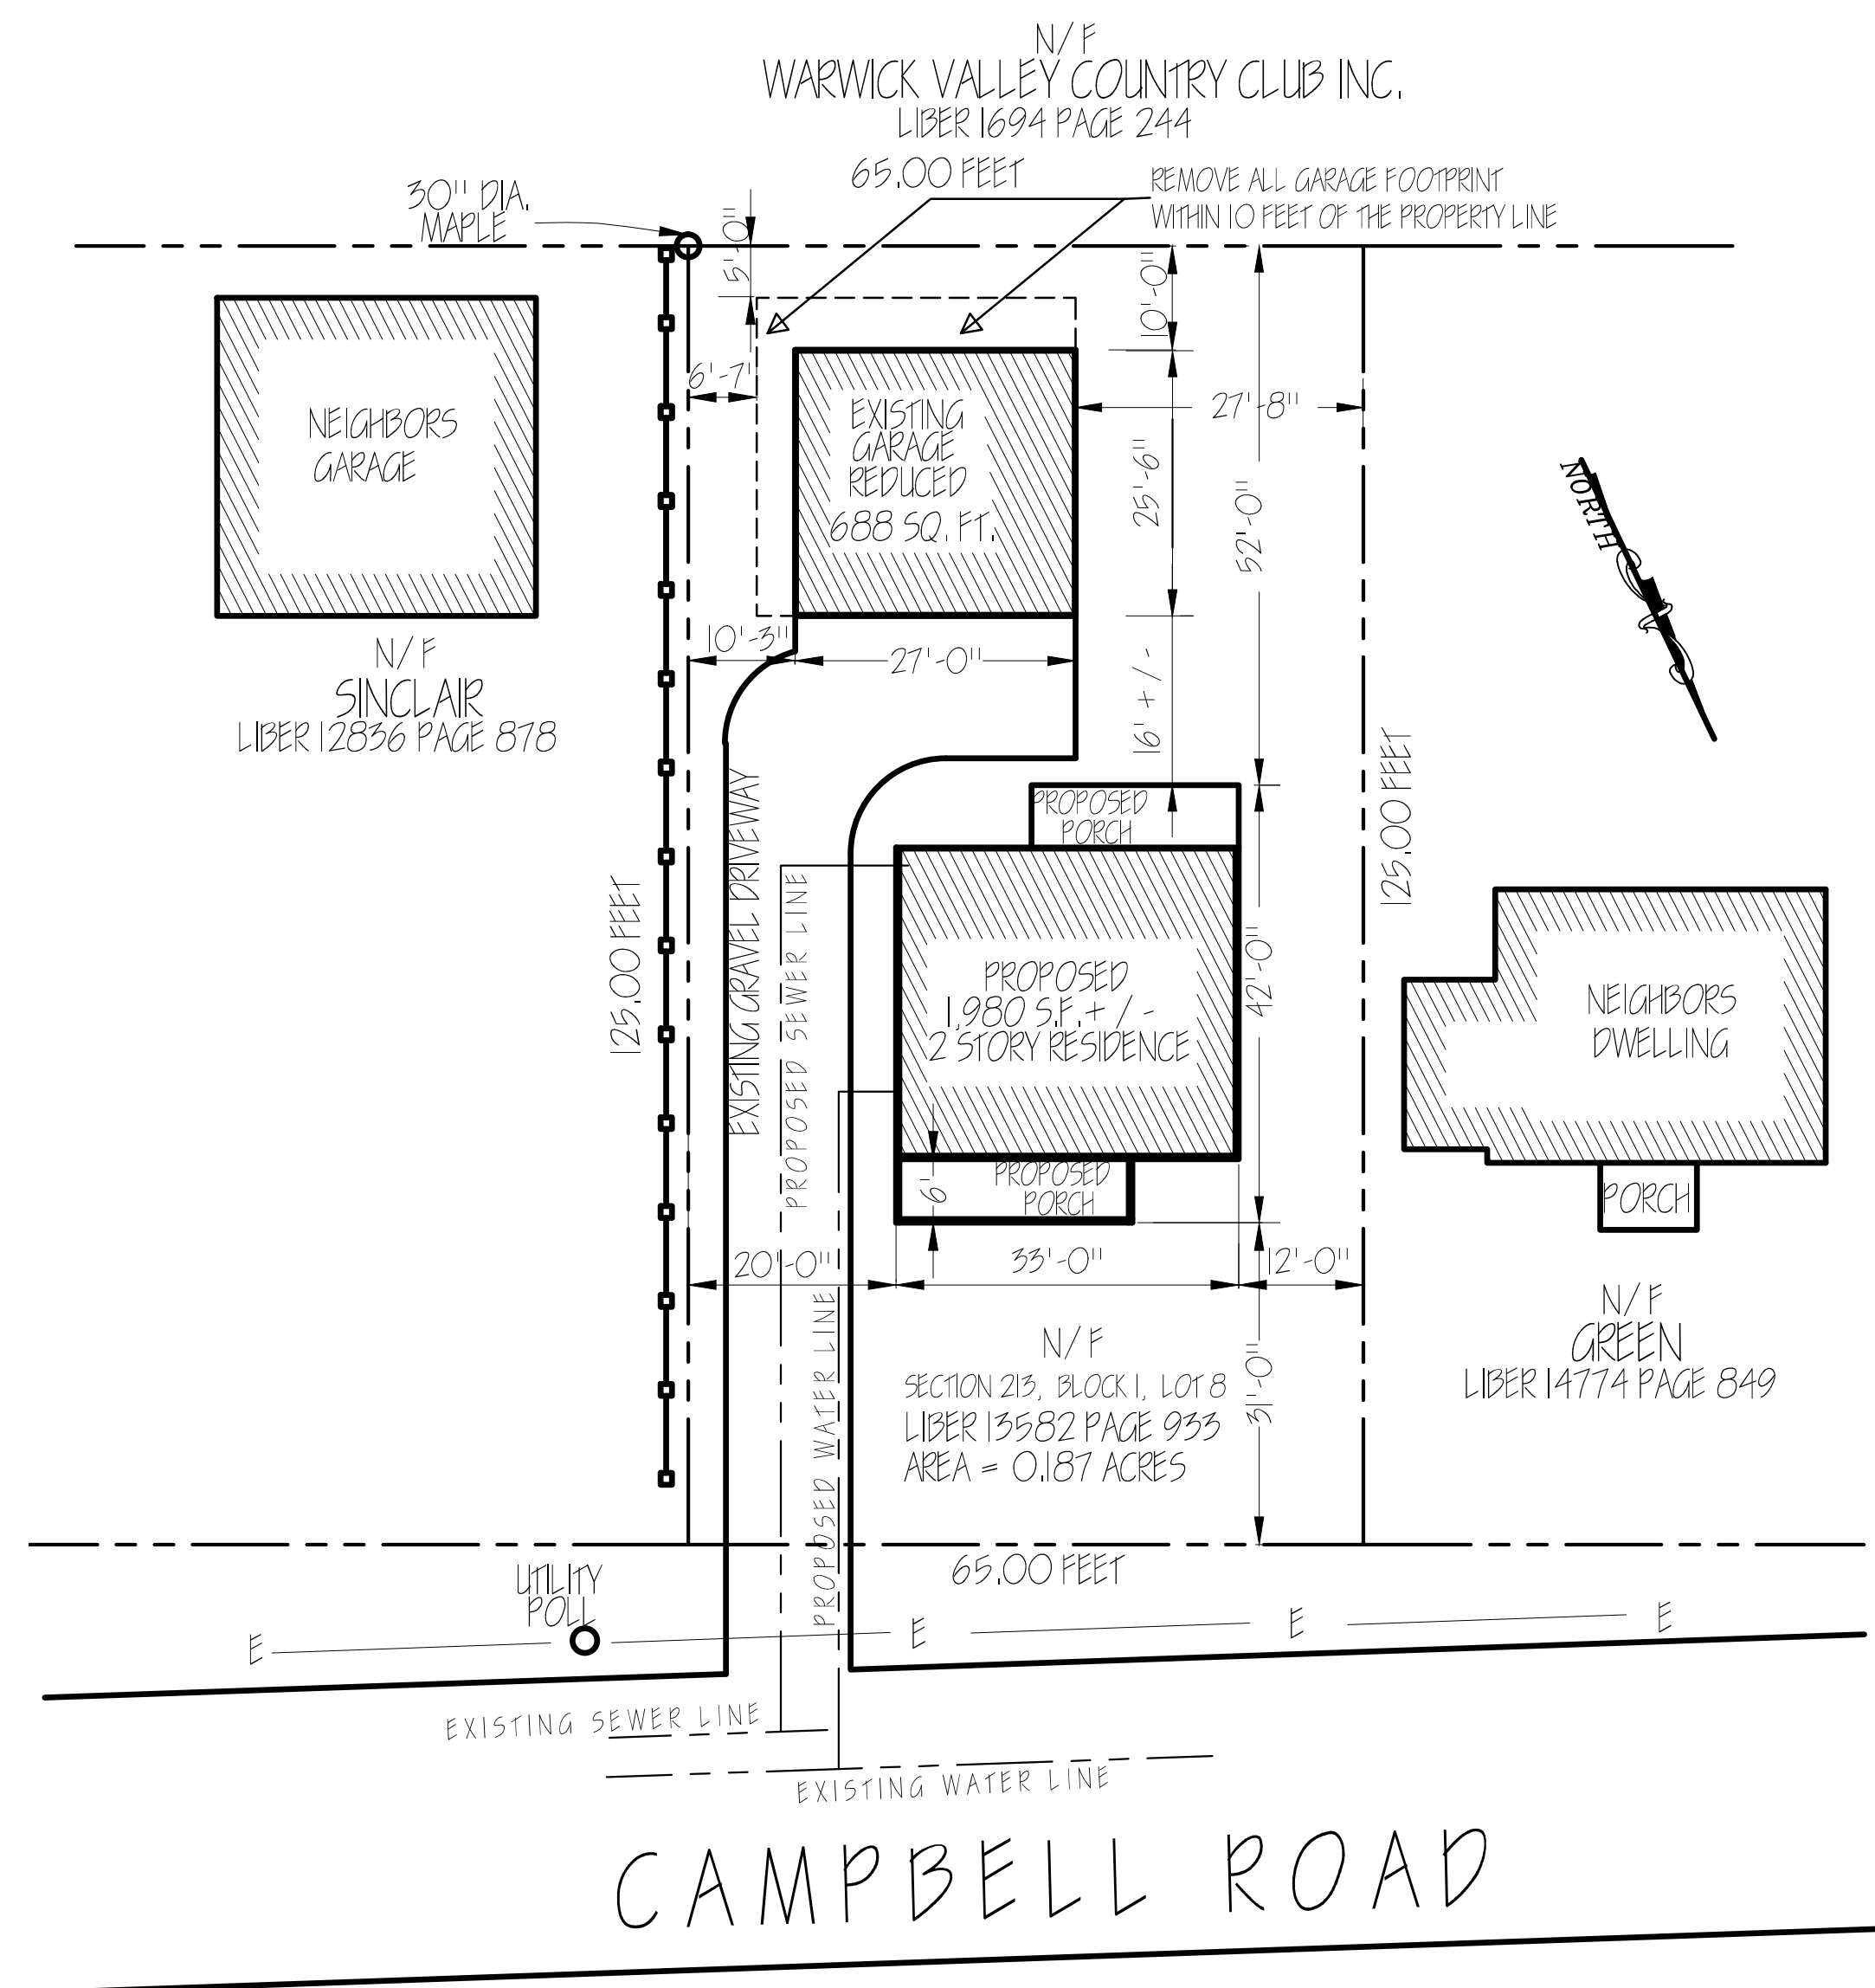 N/F
WARWICK VALLEY COUNTRY CLUB INC.
LIBER 1694 PAGE 244
65.00 FEET
REMOVE ALL GARAGE FOOTPRINT
WITHIN 10 FEET OF THE PROPERTY LINE
30" DIA.
MAPLE
5'-0"
10'-0"
6'-7"
27'-8"
NEIGHBORS
GARAGE
EXISTING
GARAGE
REDUCED
688 SQ. FT.
25'-6"
52'-0"
NORTH
10'-3"
27'-0"
16' + / -
N/F
SINCLAIR
LIBER 12836 PAGE 878
125.00 FEET
EXISTING GRAVEL DRIVEWAY
PROPOSED SEWER LINE
PROPOSED
PORCH
125.00 FEET
PROPOSED
1,980 S.F. + / -
2 STORY RESIDENCE
42'-0"
NEIGHBORS
DWELLING
PORCH
6'
PROPOSED
PORCH
20'-0"
33'-0"
12'-0"
PROPOSED WATER LINE
N/F
SECTION 213, BLOCK 1, LOT 8
LIBER 13582 PAGE 933
AREA = 0.187 ACRES
31'-0"
N/F
GREEN
LIBER 14774 PAGE 849
65.00 FEET
UTILITY
POLL
E
E
E
E
EXISTING SEWER LINE
EXISTING WATER LINE
CAMPBELL ROAD